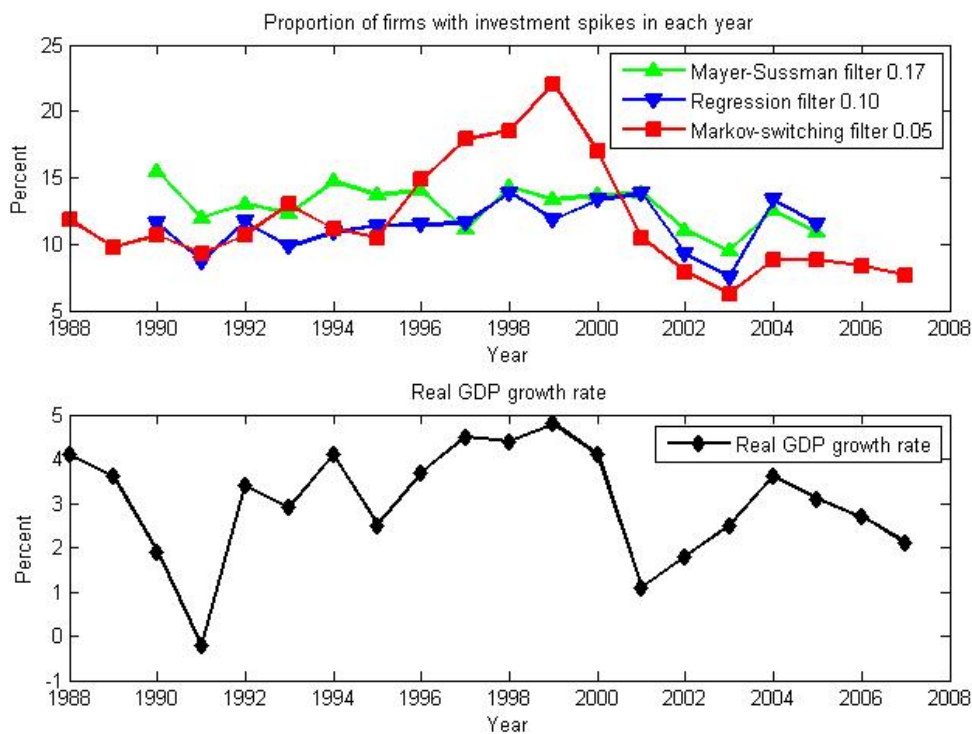 Proportion of firms with investment spikes in each year
25
20
15
10
5
Percent
Mayer-Sussman filter 0.17
Regression filter 0.10
Markov-switching filter 0.05
1988 1990 1992 1994 1996 1998 2000 2002 2004 2006 2008
Year
Real GDP growth rate
5
4
3
2
1
0
-1
Percent
Real GDP growth rate
1988 1990 1992 1994 1996 1998 2000 2002 2004 2006 2008
Year